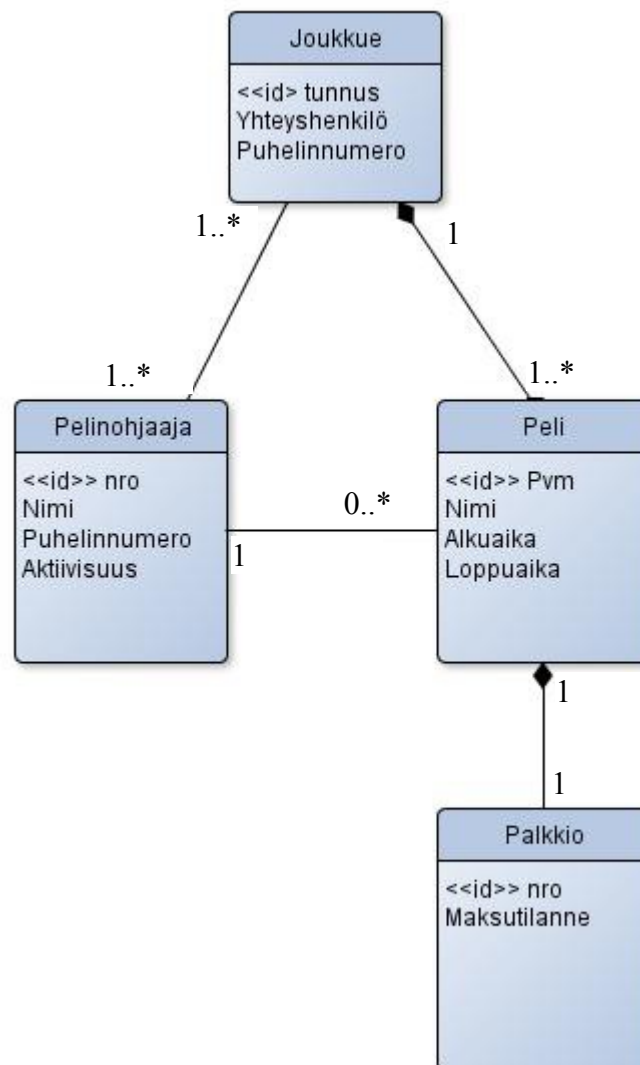 Joukkue
<<id> tunnus
Yhteyshenkilö
Puhelinnumero
1..*
1
1..*
1..*
Pelinohjaaja
<<id>> nro
Nimi
Puhelinnumero
Aktiivisuus
0..*
1
Peli
<<id>> Pvm
Nimi
Alkuaika
Loppuaika
1
1
Palkkio
<<id>> nro
Maksutilanne